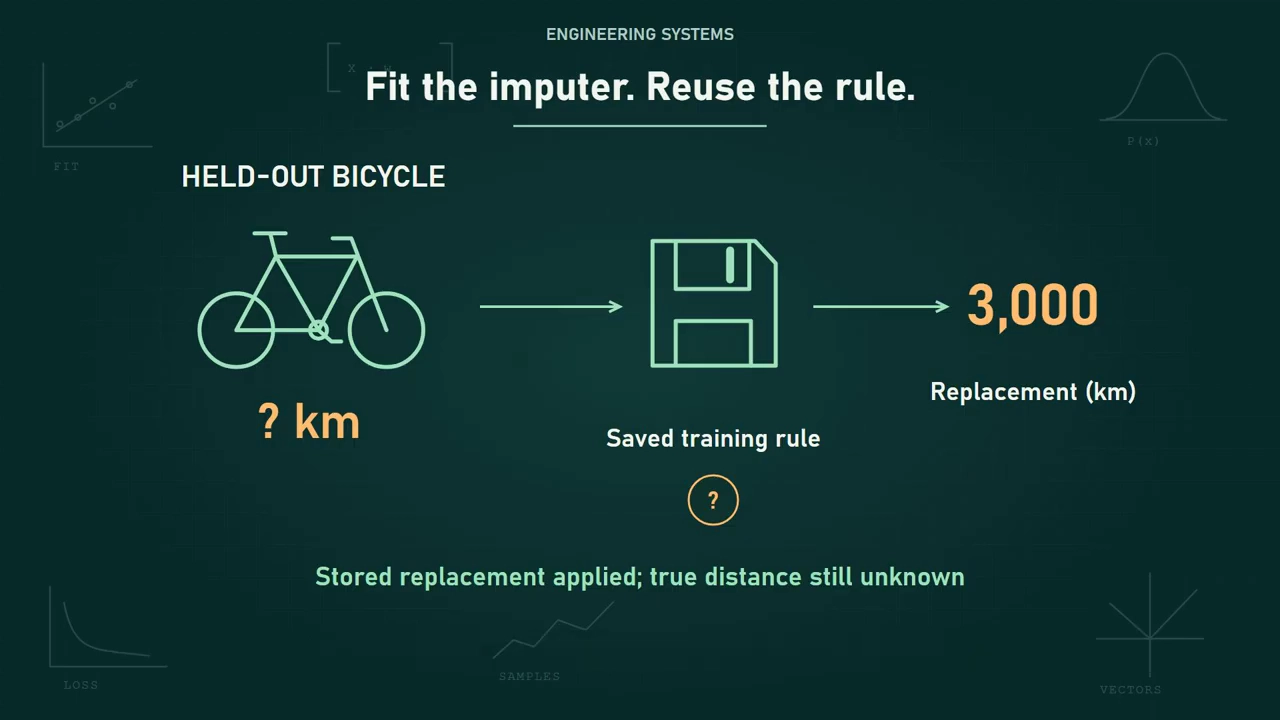 ENGINEERING SYSTEMS
Fit the imputer. Reuse the rule.
FIT
P(X)
HELD-OUT BICYCLE
? km
Saved training rule
?
3,000
Replacement (km)
Stored replacement applied; true distance still unknown
LOSS
SAMPLES
VECTORS